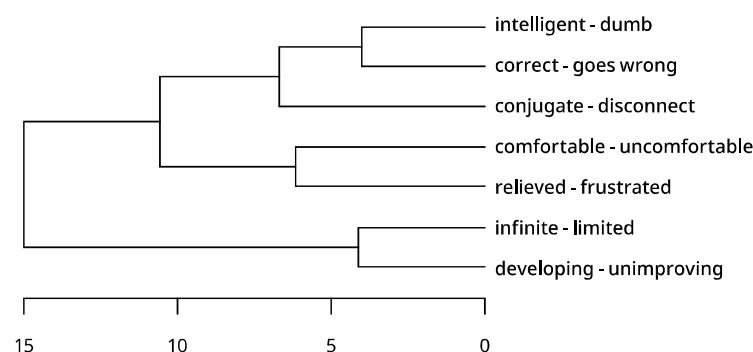 intelligent - dumb
correct - goes wrong
conjugate - disconnect
comfortable - uncomfortable
relieved - frustrated
infinite - limited
developing - unimproving
15 10 5 0